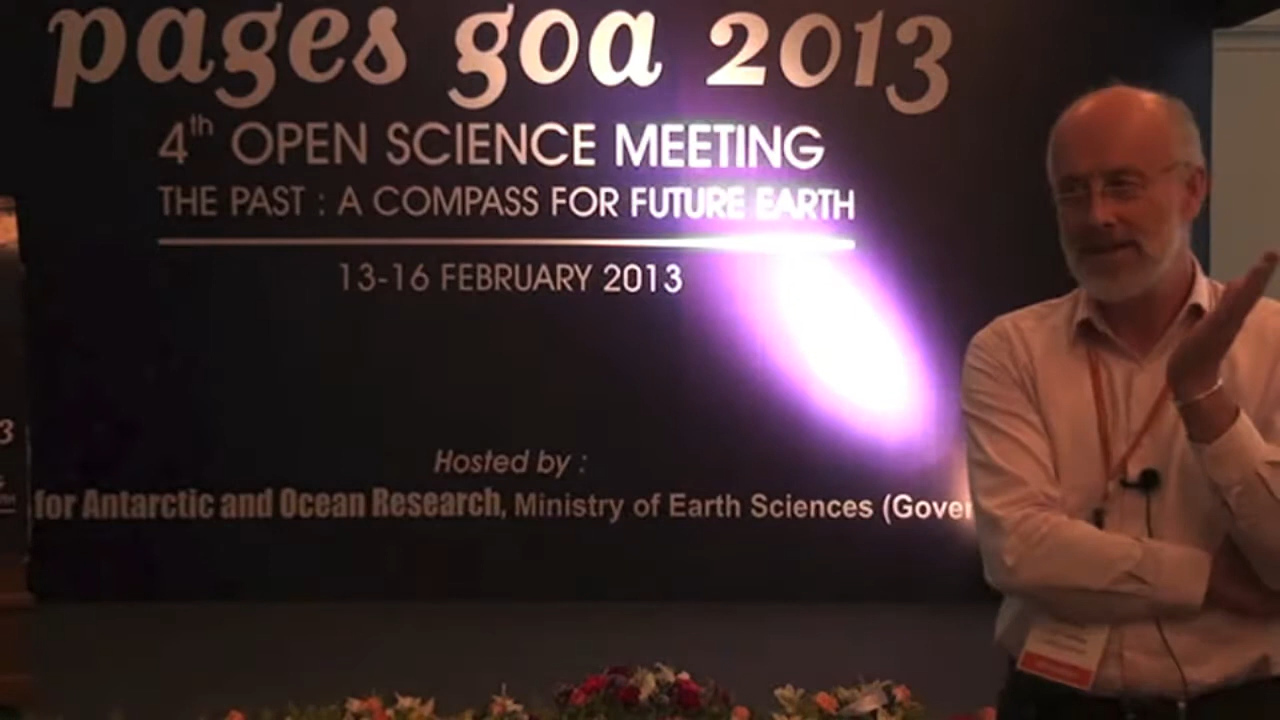 pages goa 2013
4th OPEN SCIENCE MEETING
THE PAST : A COMPASS FOR FUTURE EARTH
13-16 FEBRUARY 2013
Hosted by :
for Antarctic and Ocean Research, Ministry of Earth Sciences (Gover
3